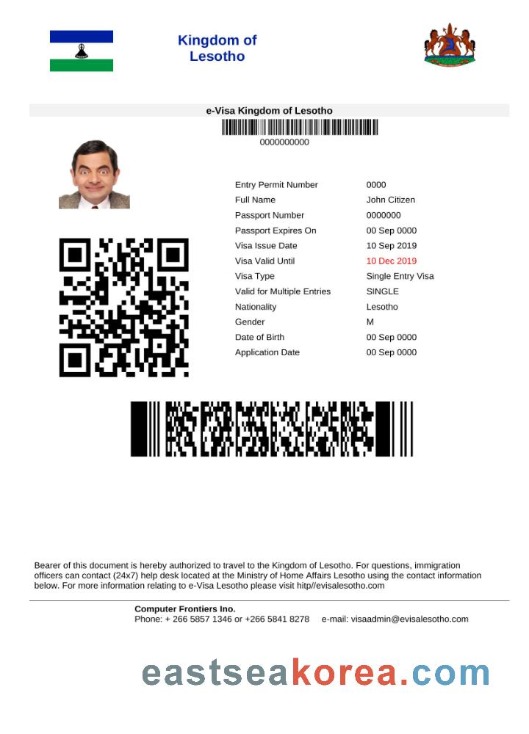 Kingdom of
Lesotho
e-Visa Kingdom of Lesotho
0000000000
Entry Permit Number 0000
Full Name John Citizen
Passport Number 0000000
Passport Expires On 00 Sep 0000
Visa Issue Date 10 Sep 2019
Visa Valid Until 10 Dec 2019
Visa Type Single Entry Visa
Valid for Multiple Entries SINGLE
Nationality Lesotho
Gender M
Date of Birth 00 Sep 0000
Application Date 00 Sep 0000
Bearer of this document is hereby authorized to travel to the Kingdom of Lesotho. For questions, immigration
officers can contact (24x7) help desk located at the Ministry of Home Affairs Lesotho using the contact information
below. For more information relating to e-Visa Lesotho please visit hitp//evisalesotho.com
Computer Frontiers Ino.
Phone: + 266 5857 1346 or +266 5841 8278 e-mail: visaadmin@evisalesotho.com
eastseakorea.com